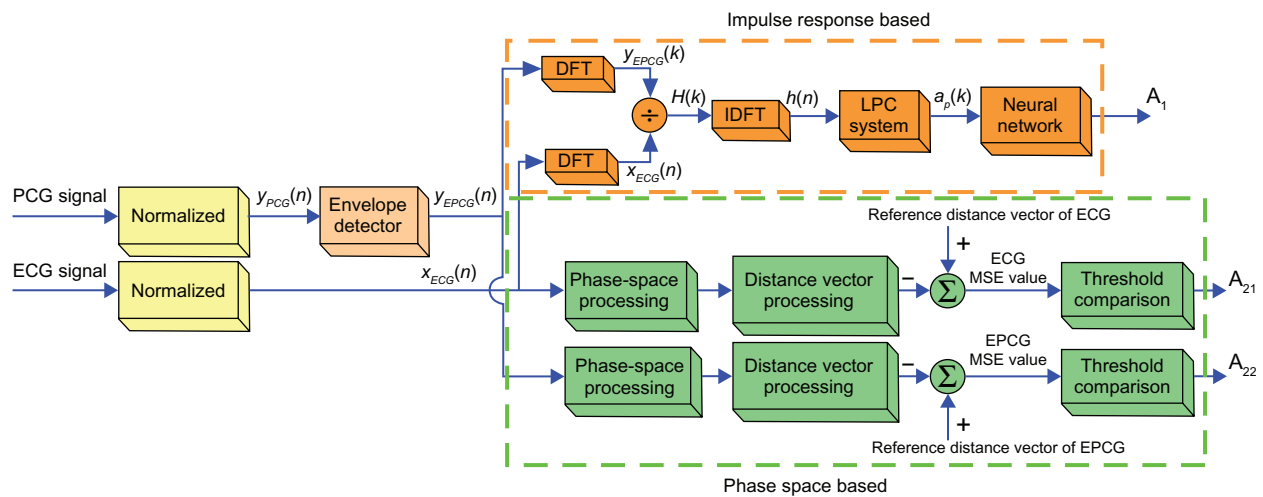 Impulse response based
DFT
y_EPCG(k)
÷
H(k)
IDFT
h(n)
LPC
system
a_p(k)
Neural
network
A_1
DFT
x_ECG(n)
PCG signal
Normalized
y_PCG(n)
Envelope
detector
y_EPCG(n)
ECG signal
Normalized
x_ECG(n)
Reference distance vector of ECG
+
Phase-space
processing
Distance vector
processing
−
Σ
ECG
MSE value
Threshold
comparison
A_21
Phase-space
processing
Distance vector
processing
−
Σ
EPCG
MSE value
Threshold
comparison
A_22
+
Reference distance vector of EPCG
Phase space based